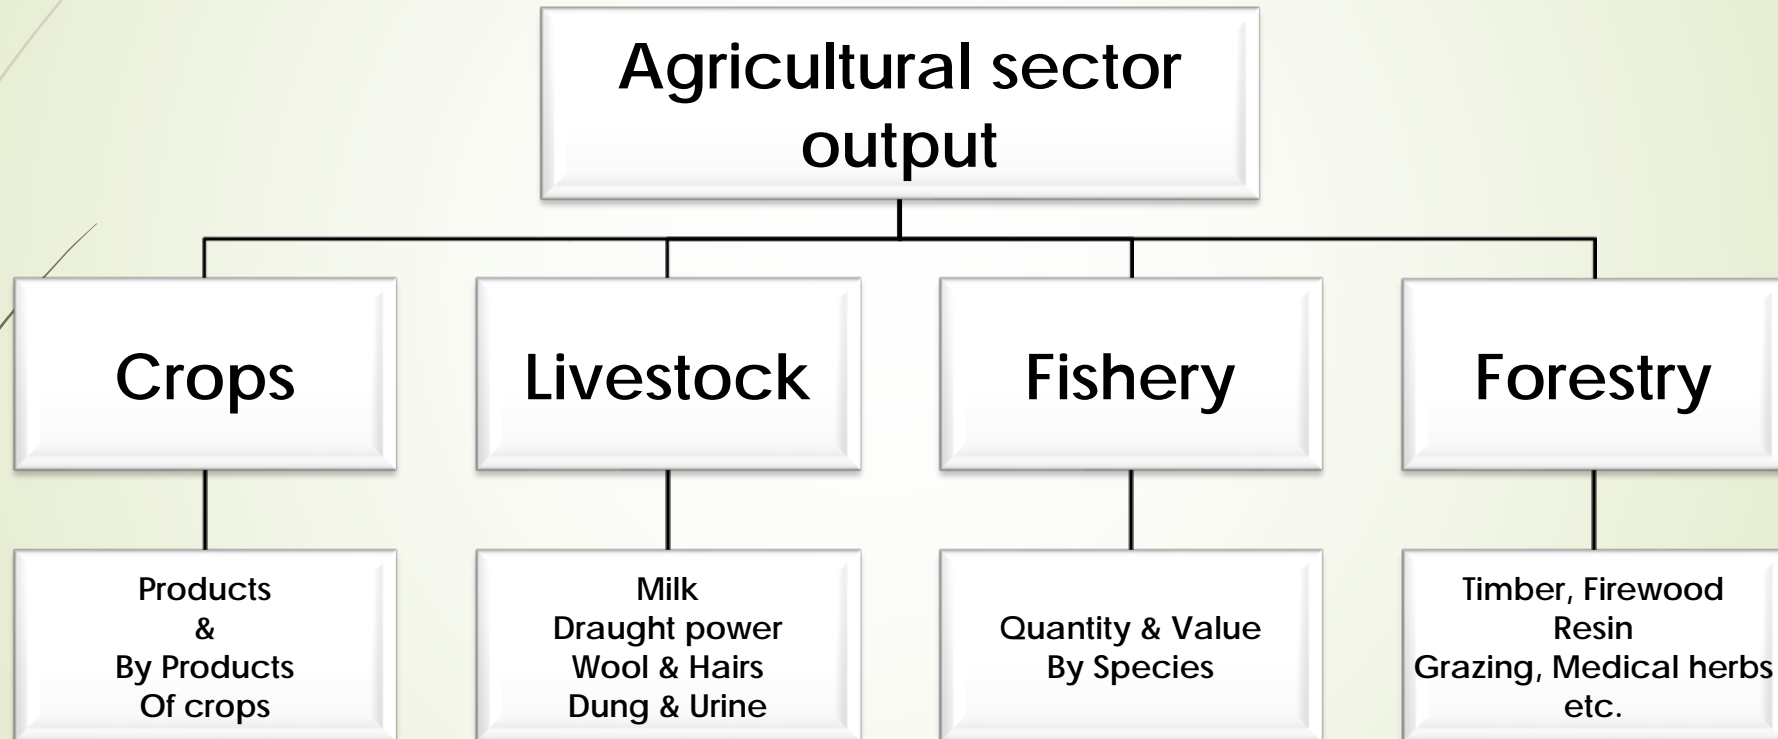 Agricultural sector
output
Crops
Livestock
Fishery
Forestry
Products
&
By Products
Of crops
Milk
Draught power
Wool & Hairs
Dung & Urine
Quantity & Value
By Species
Timber, Firewood
Resin
Grazing, Medical herbs
etc.